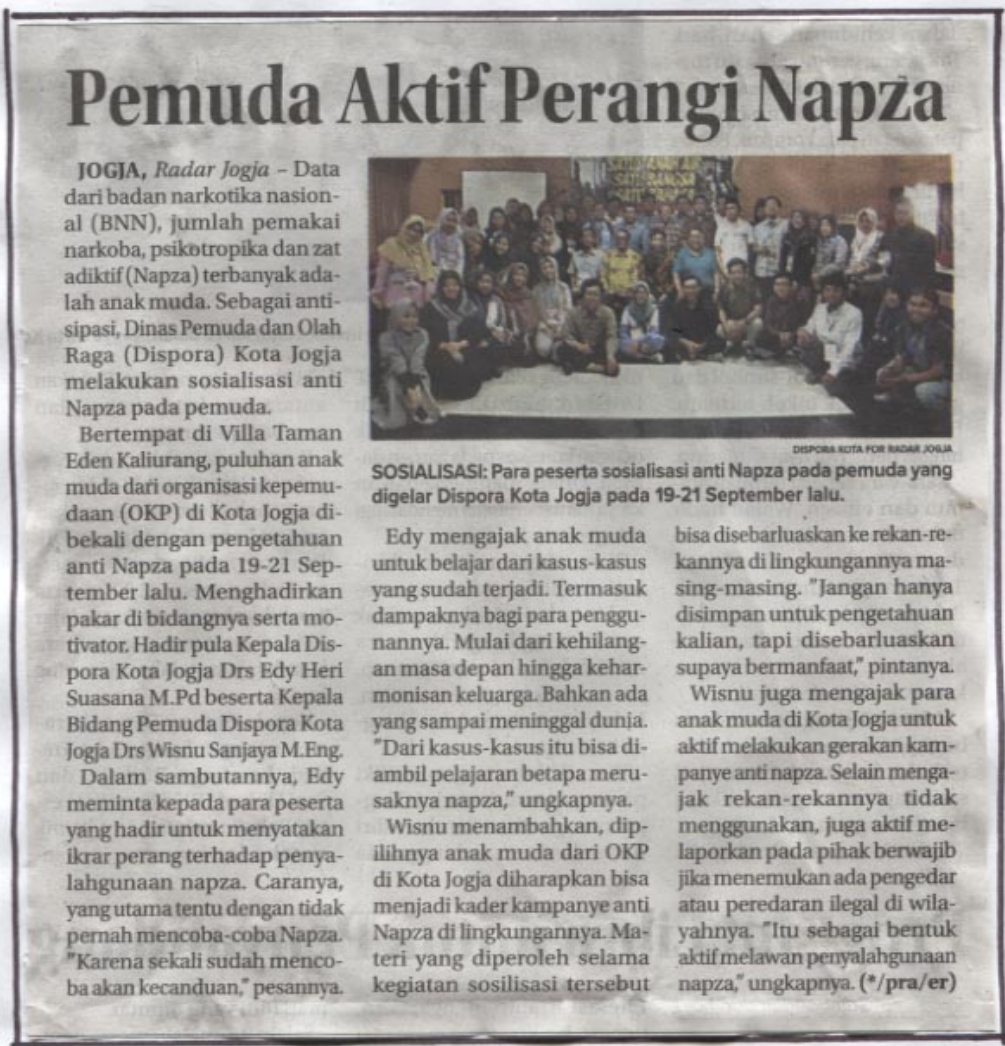 Pemuda Aktif Perangi Napza
JOGJA, Radar Jogja – Data
dari badan narkotika nasion-
al (BNN), jumlah pemakai
narkoba, psikotropika dan zat
adiktif (Napza) terbanyak ada-
lah anak muda. Sebagai anti-
sipasi, Dinas Pemuda dan Olah
Raga (Dispora) Kota Jogja
melakukan sosialisasi anti
Napza pada pemuda.
Bertempat di Villa Taman
Eden Kaliurang, puluhan anak
muda dari organisasi kepemu-
daan (OKP) di Kota Jogja di-
bekali dengan pengetahuan
anti Napza pada 19-21 Sep-
tember lalu. Menghadirkan
pakar di bidangnya serta mo-
tivator. Hadir pula Kepala Dis-
pora Kota Jogja Drs Edy Heri
Suasana M.Pd beserta Kepala
Bidang Pemuda Dispora Kota
Jogja Drs Wisnu Sanjaya M.Eng.
Dalam sambutannya, Edy
meminta kepada para peserta
yang hadir untuk menyatakan
ikrar perang terhadap penya-
lahgunaan napza. Caranya,
yang utama tentu dengan tidak
pernah mencoba-coba Napza.
"Karena sekali sudah menco-
ba akan kecanduan," pesannya.
DISPORA KOTA FOR RADAR JOGJA
SOSIALISASI: Para peserta sosialisasi anti Napza pada pemuda yang
digelar Dispora Kota Jogja pada 19-21 September lalu.
Edy mengajak anak muda
untuk belajar dari kasus-kasus
yang sudah terjadi. Termasuk
dampaknya bagi para penggu-
nannya. Mulai dari kehilang-
an masa depan hingga kehar-
monisan keluarga. Bahkan ada
yang sampai meninggal dunia.
"Dari kasus-kasus itu bisa di-
ambil pelajaran betapa meru-
saknya napza," ungkapnya.
Wisnu menambahkan, dip-
ilihnya anak muda dari OKP
di Kota Jogja diharapkan bisa
menjadi kader kampanye anti
Napza di lingkungannya. Ma-
teri yang diperoleh selama
kegiatan sosilisasi tersebut
bisa disebarluaskan ke rekan-re-
kannya di lingkungannya ma-
sing-masing. "Jangan hanya
disimpan untuk pengetahuan
kalian, tapi disebarluaskan
supaya bermanfaat," pintanya.
Wisnu juga mengajak para
anak muda di Kota Jogja untuk
aktif melakukan gerakan kam-
panye anti napza. Selain menga-
jak rekan-rekannya tidak
menggunakan, juga aktif me-
laporkan pada pihak berwajib
jika menemukan ada pengedar
atau peredaran ilegal di wila-
yahnya. "Itu sebagai bentuk
aktif melawan penyalahgunaan
napza," ungkapnya. (*/pra/er)